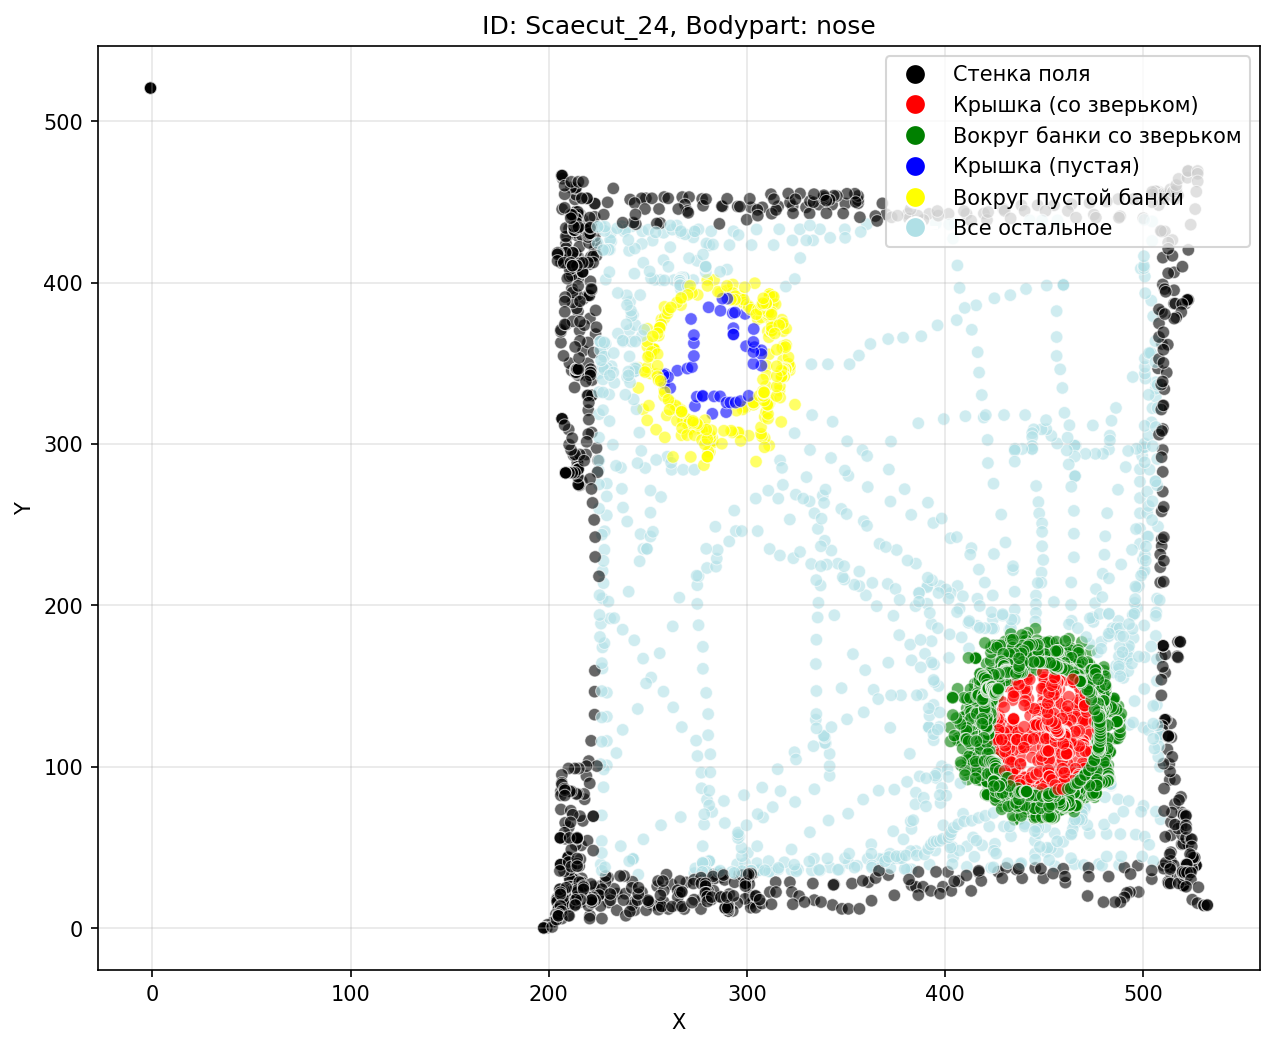 ID: Scaecut_24, Bodypart: nose
Стенка поля
Крышка (со зверьком)
Вокруг банки со зверьком
Крышка (пустая)
Вокруг пустой банки
Все остальное
Y
500
400
300
200
100
0
0 100 200 300 400 500
X